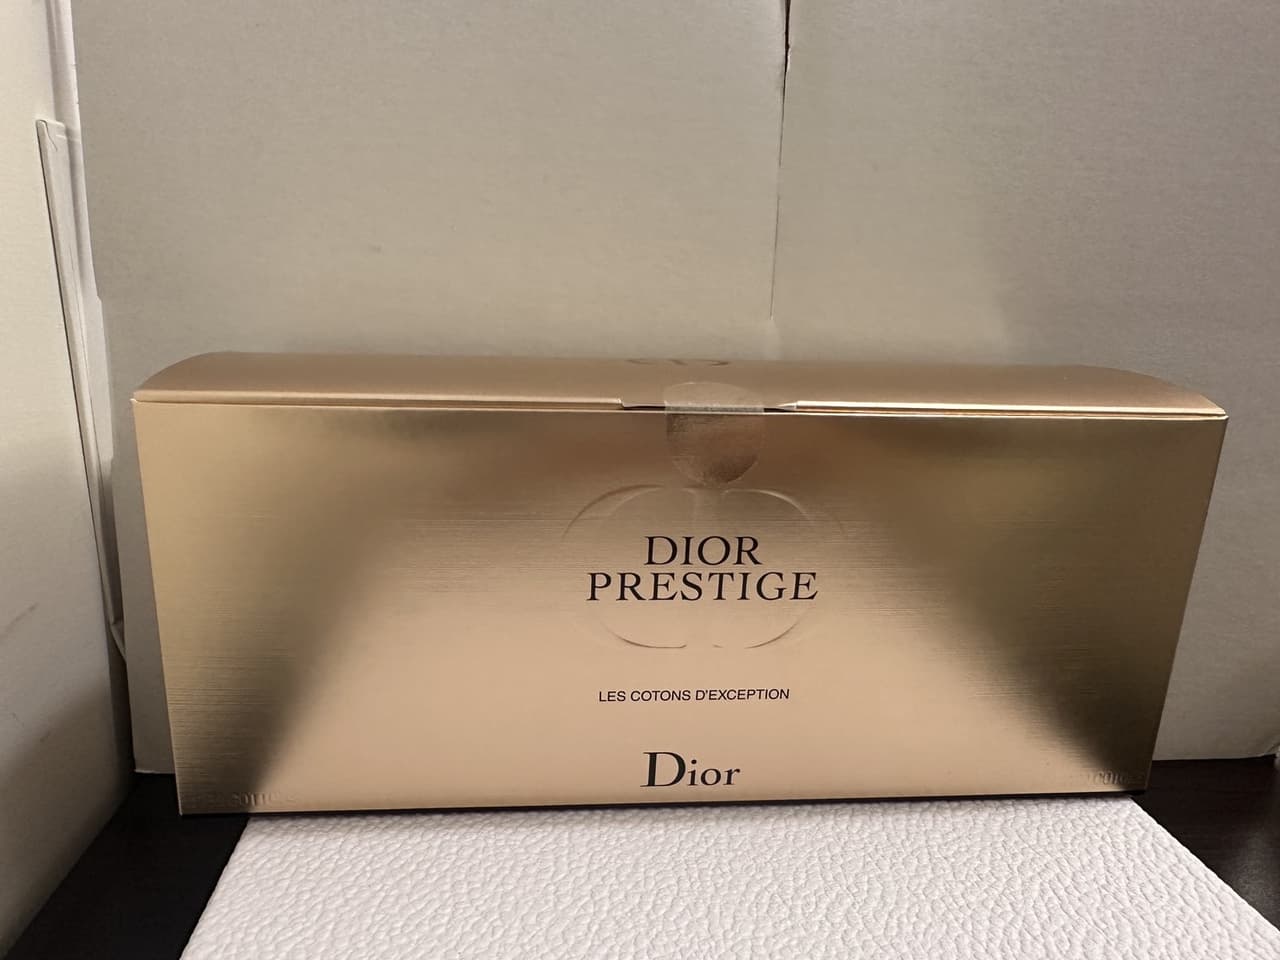 DIOR
PRESTIGE
LES COTONS D'EXCEPTION
Dior